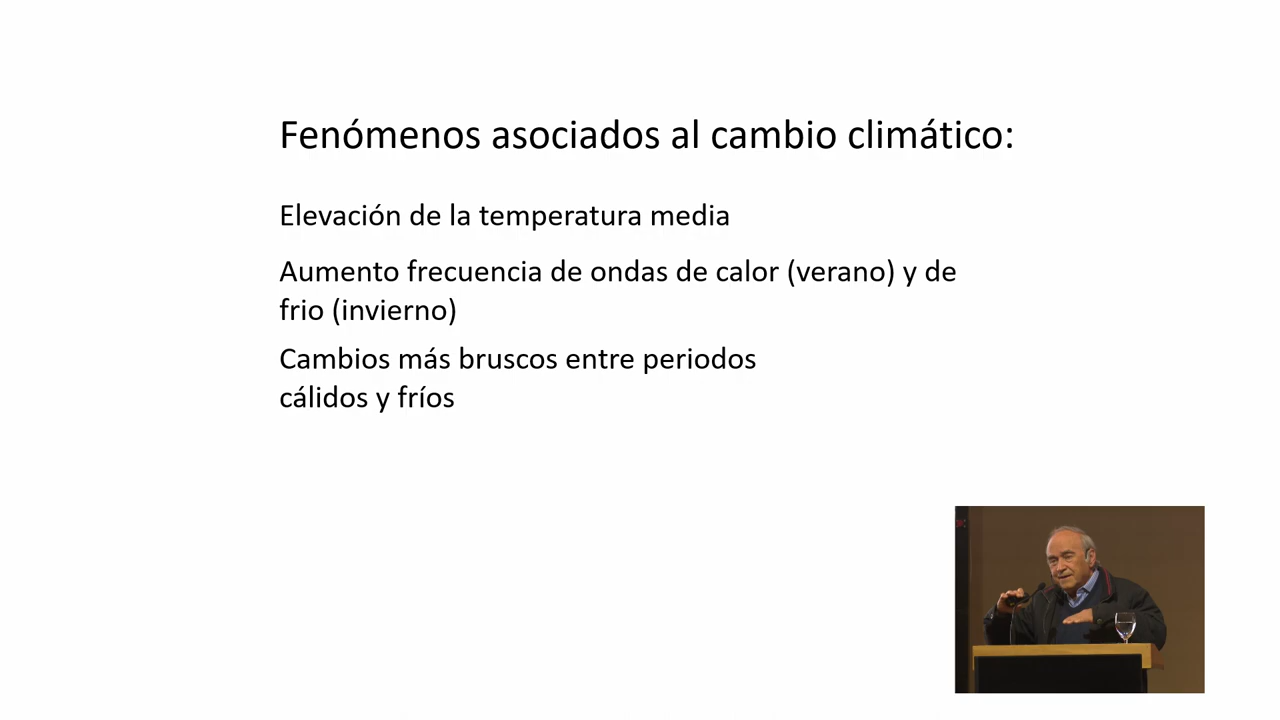 Fenómenos asociados al cambio climático:
Elevación de la temperatura media
Aumento frecuencia de ondas de calor (verano) y de
frio (invierno)
Cambios más bruscos entre periodos
cálidos y fríos